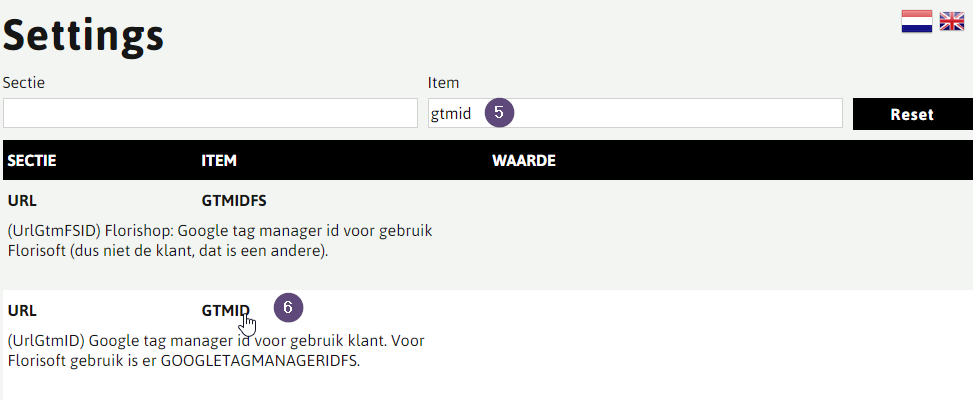 Settings
Sectie Item
gtmid 5 Reset
SECTIE ITEM WAARDE
URL GTMIDFS
(UrlGtmFSID) Florishop: Google tag manager id voor gebruik
Florisoft (dus niet de klant, dat is een andere).
URL GTMID 6
(UrlGtmID) Google tag manager id voor gebruik klant. Voor
Florisoft gebruik is er GOOGLETAGMANAGERIDFS.